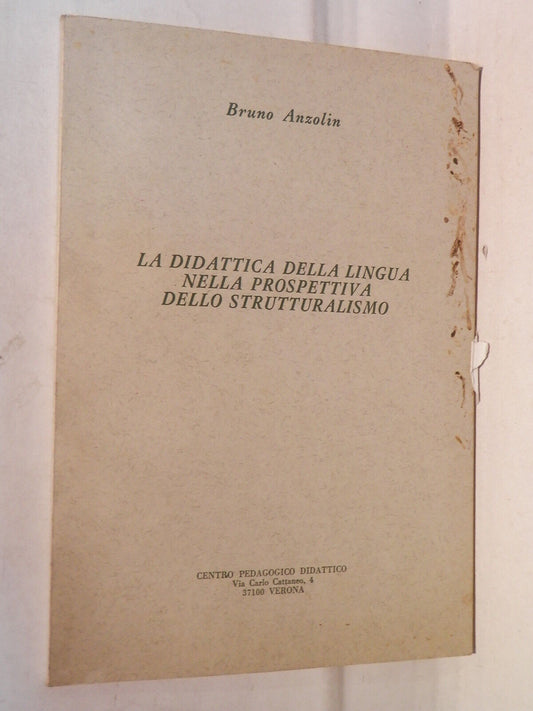 Bruno Anzolin
LA DIDATTICA DELLA LINGUA
NELLA PROSPETTIVA
DELLO STRUTTURALISMO
CENTRO PEDAGOGICO DIDATTICO
Via Carlo Cattaneo, 4
37100 VERONA